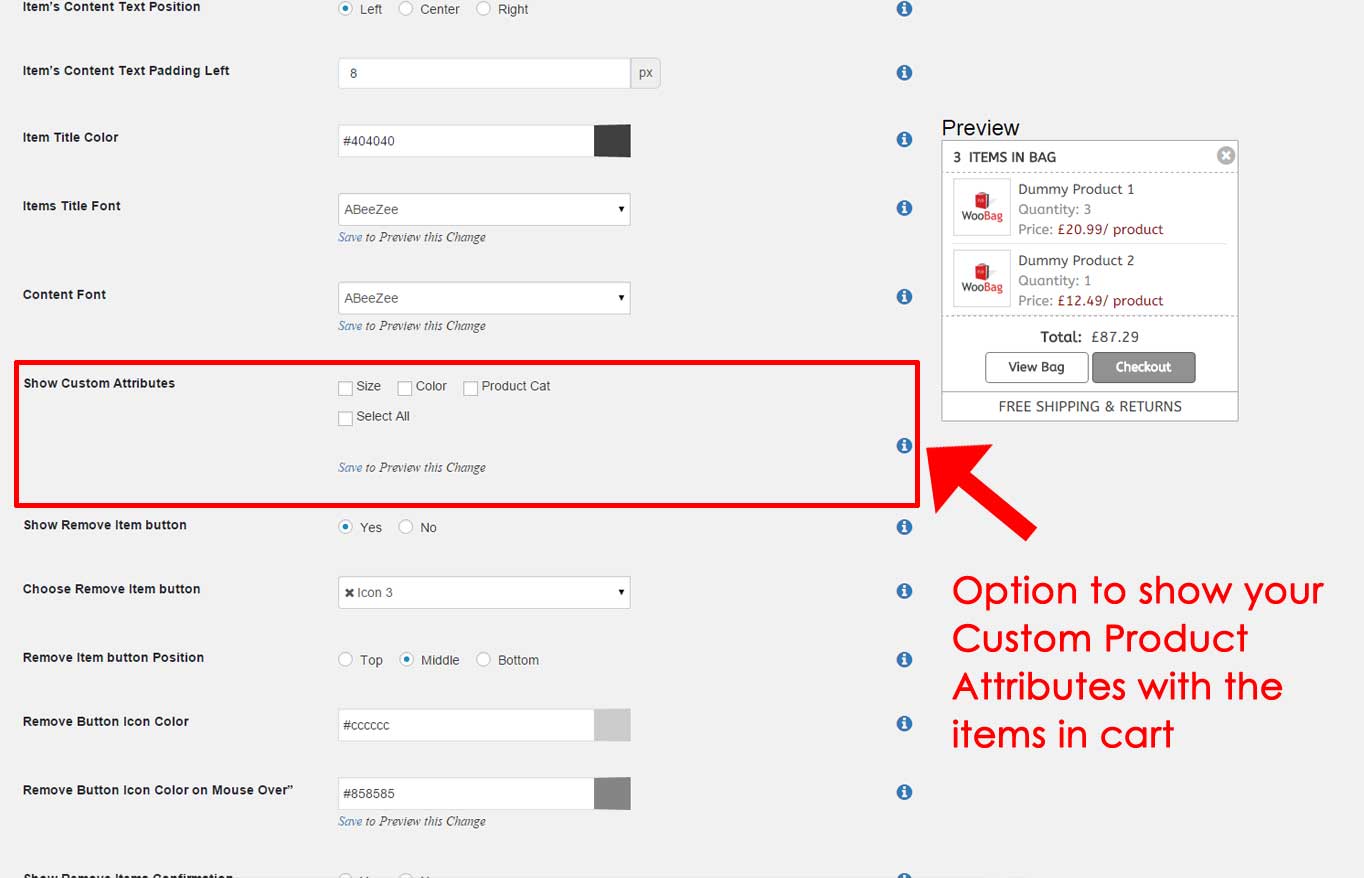 Item's Content Text Position
Left Center Right
Item's Content Text Padding Left
8 px
Item Title Color
#404040
Items Title Font
ABeeZee
Save to Preview this Change
Content Font
ABeeZee
Save to Preview this Change
Show Custom Attributes
Size Color Product Cat
Select All
Save to Preview this Change
Show Remove Item button
Yes No
Choose Remove Item button
Icon 3
Remove Item button Position
Top Middle Bottom
Remove Button Icon Color
#cccccc
Remove Button Icon Color on Mouse Over”
#858585
Save to Preview this Change
Show Remove Items Confirmation
Preview
3 ITEMS IN BAG
WooBag
Dummy Product 1
Quantity: 3
Price: £20.99/ product
WooBag
Dummy Product 2
Quantity: 1
Price: £12.49/ product
Total: £87.29
View Bag Checkout
FREE SHIPPING & RETURNS
Option to show your
Custom Product
Attributes with the
items in cart